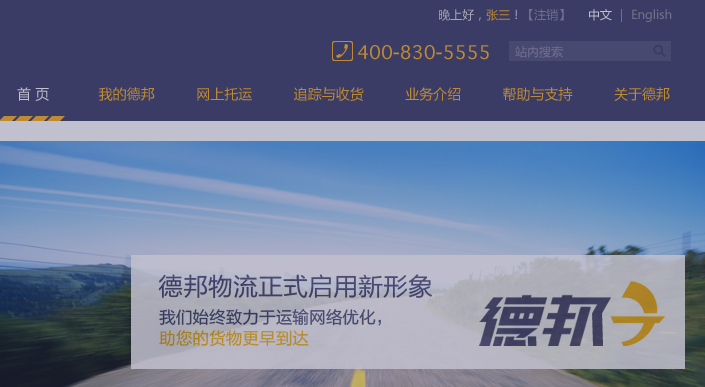 晚上好，张三！【注销】 中文 | English
400-830-5555 站内搜索
首 页 我的德邦 网上托运 追踪与收货 业务介绍 帮助与支持 关于德邦
德邦物流正式启用新形象
我们始终致力于运输网络优化，
助您的货物更早到达
德邦